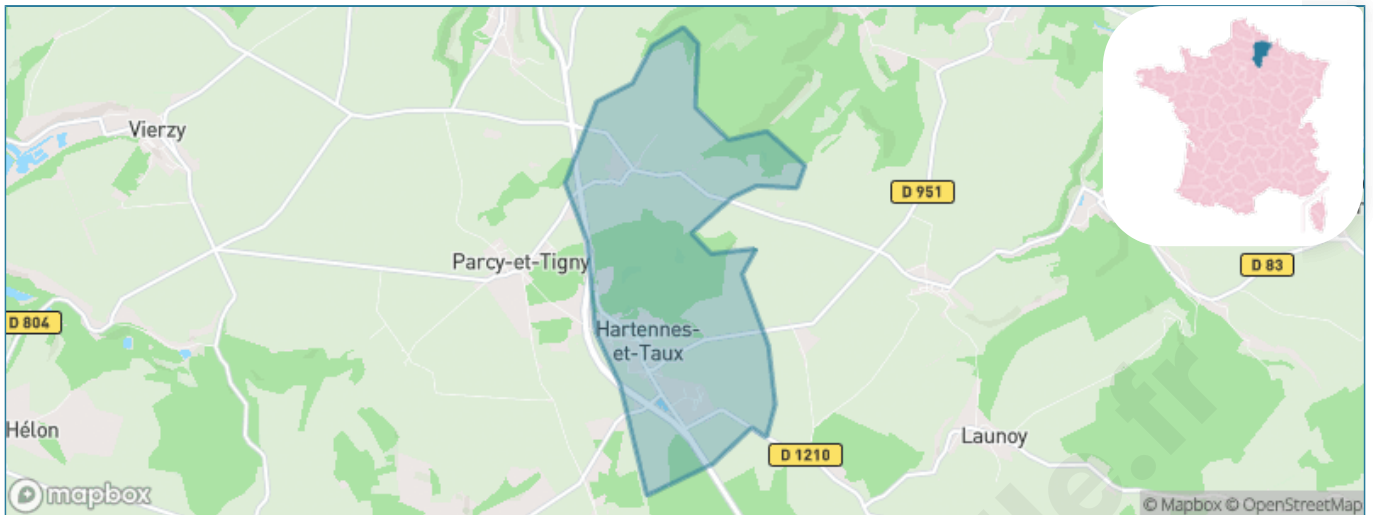 Vierzy
D 951
Parcy-et-Tigny
D 83
D 804
Hartennes-
et-Taux
Hélon
Launoy
D 1210
mapbox
© Mapbox © OpenStreetMap